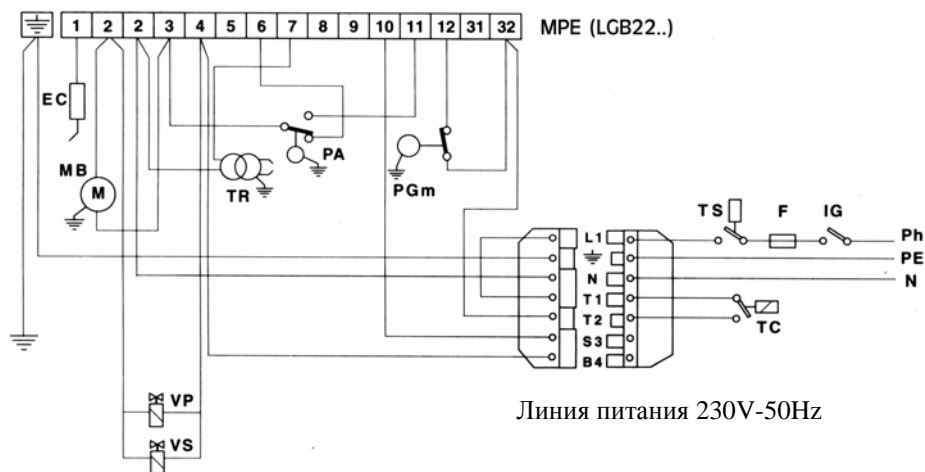 1 2 2 3 4 5 6 7 8 9 10 11 12 31 32 MPE (LGB22..)
EC
MB
M
TR
PA
PGm
TS F IG
L1
Ph
PE
N
N
T1
T2
TC
S3
B4
VP
VS
Линия питания 230V-50Hz